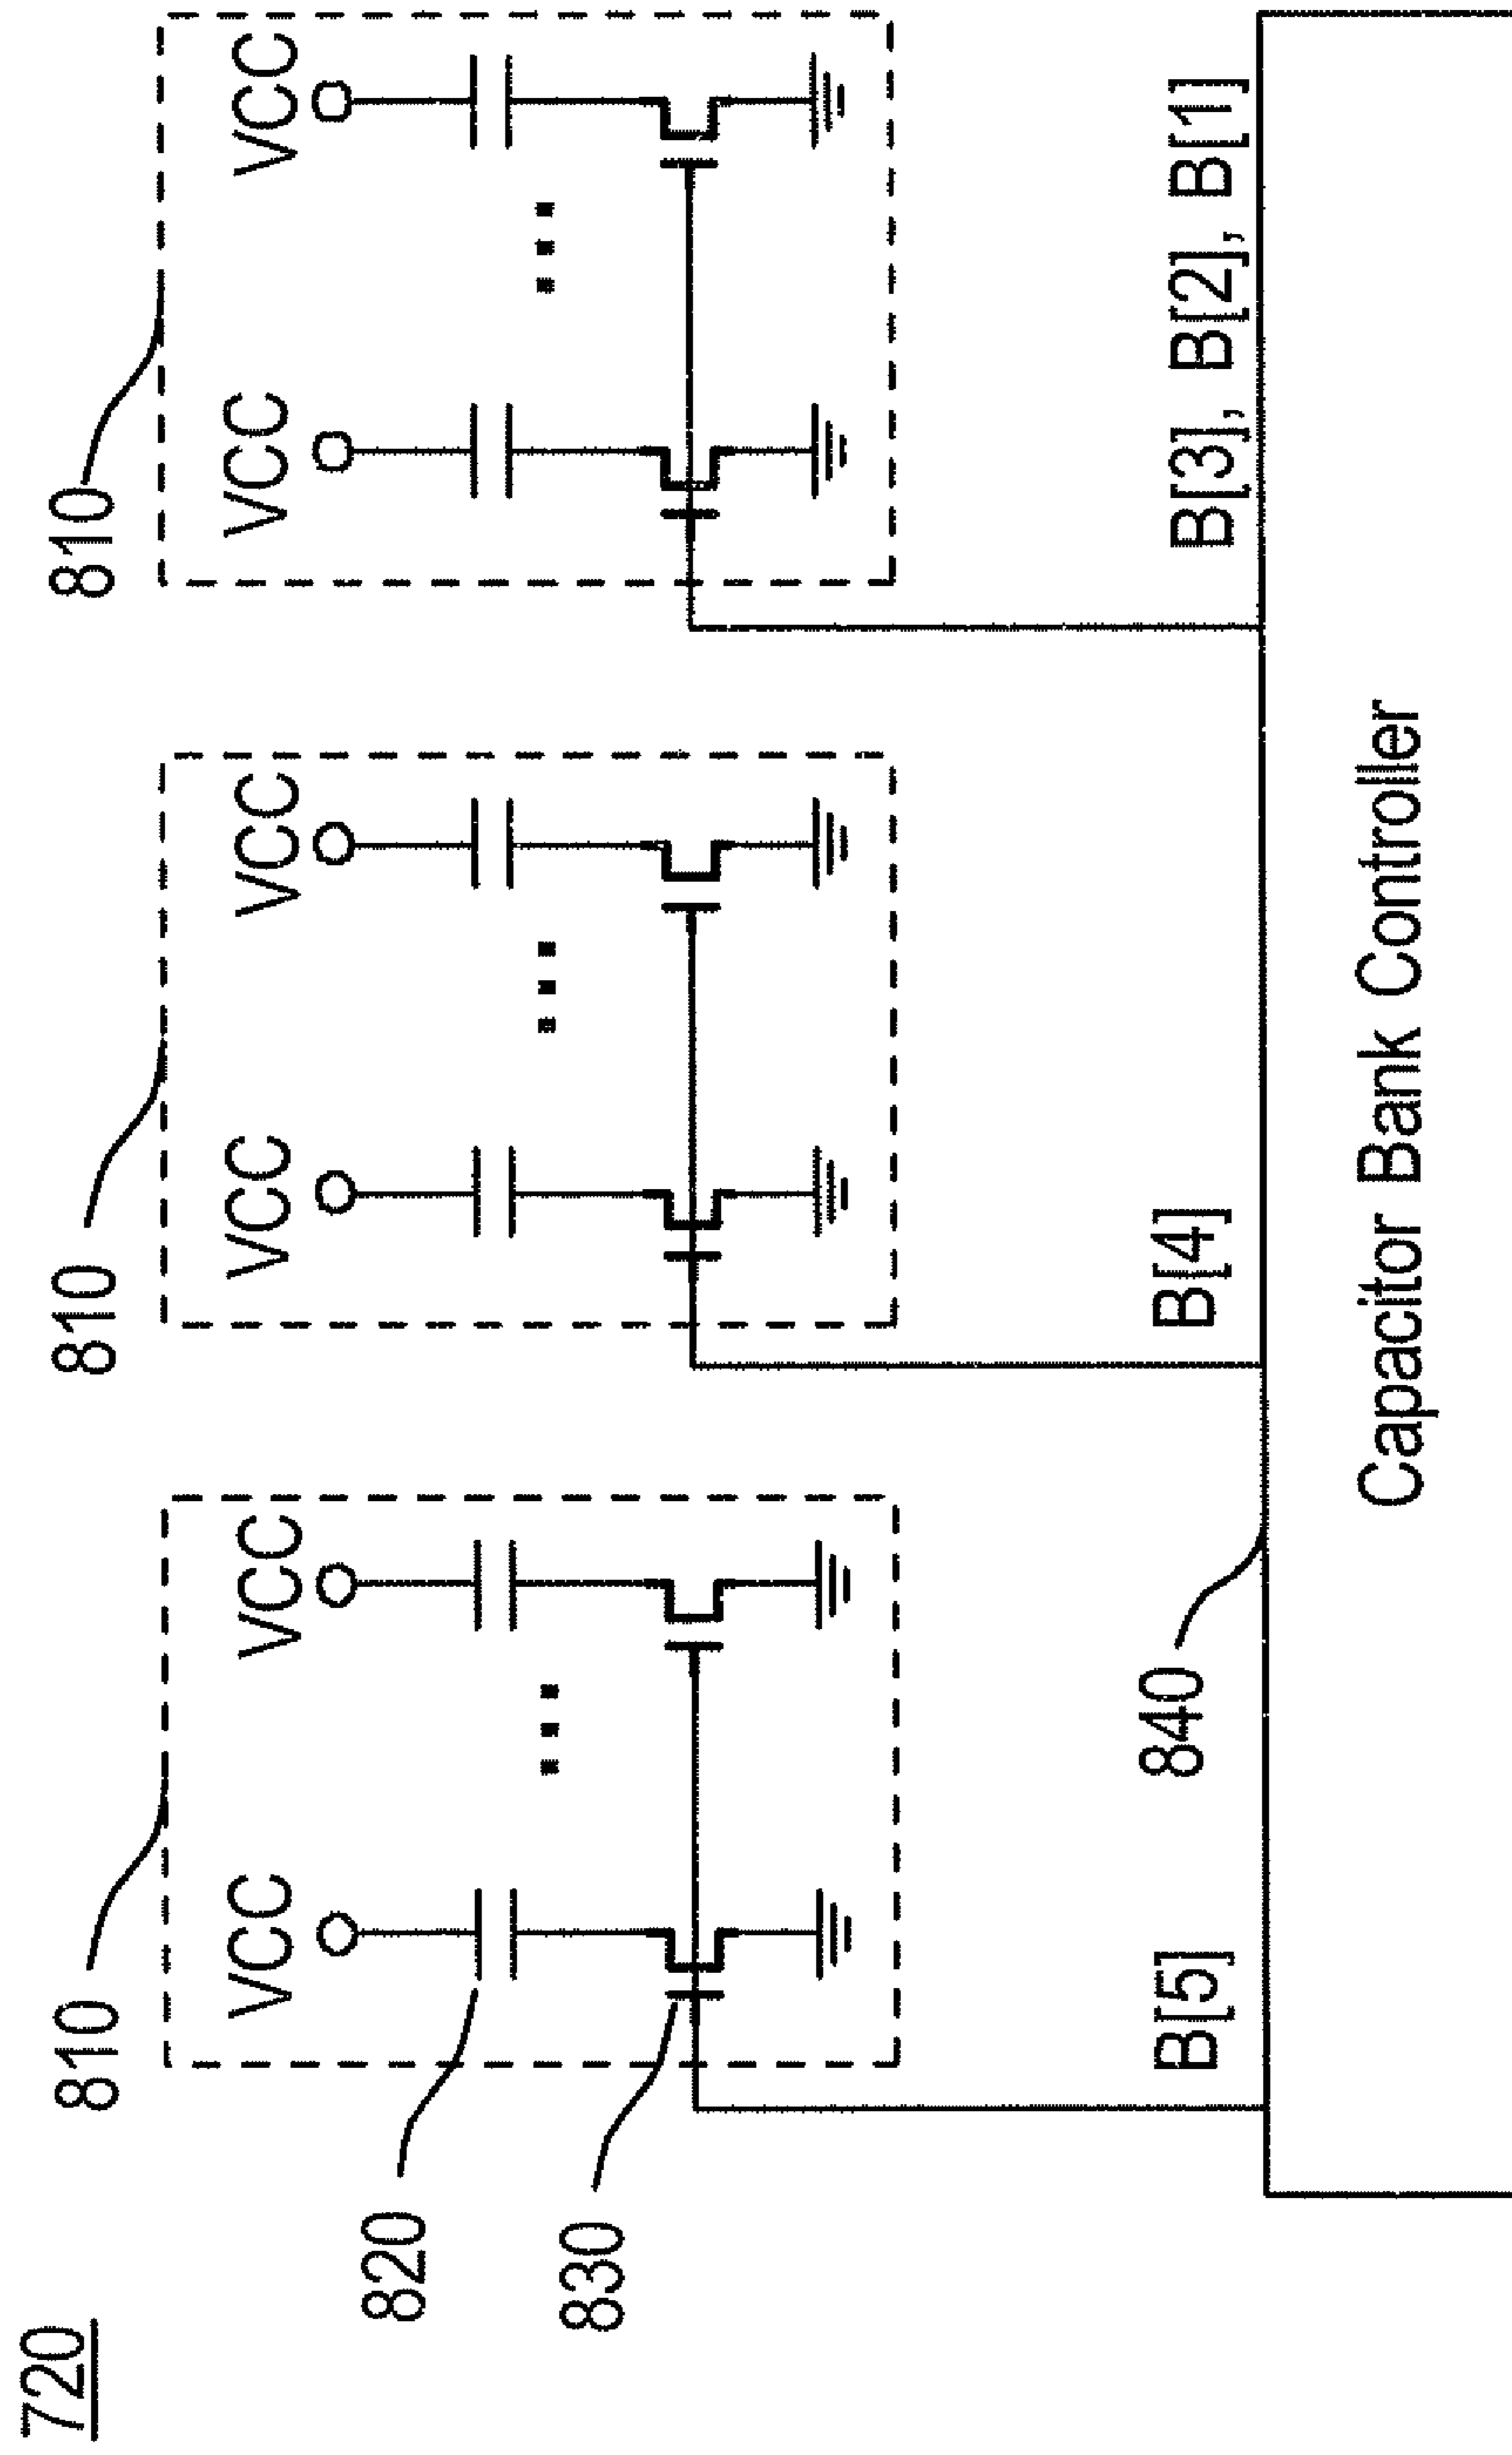 720
810
810
810
VCC
VCC
VCC
VCC
VCC
VCC
820
830
B[5]
B[4]
B[3], B[2], B[1]
840
Capacitor Bank Controller